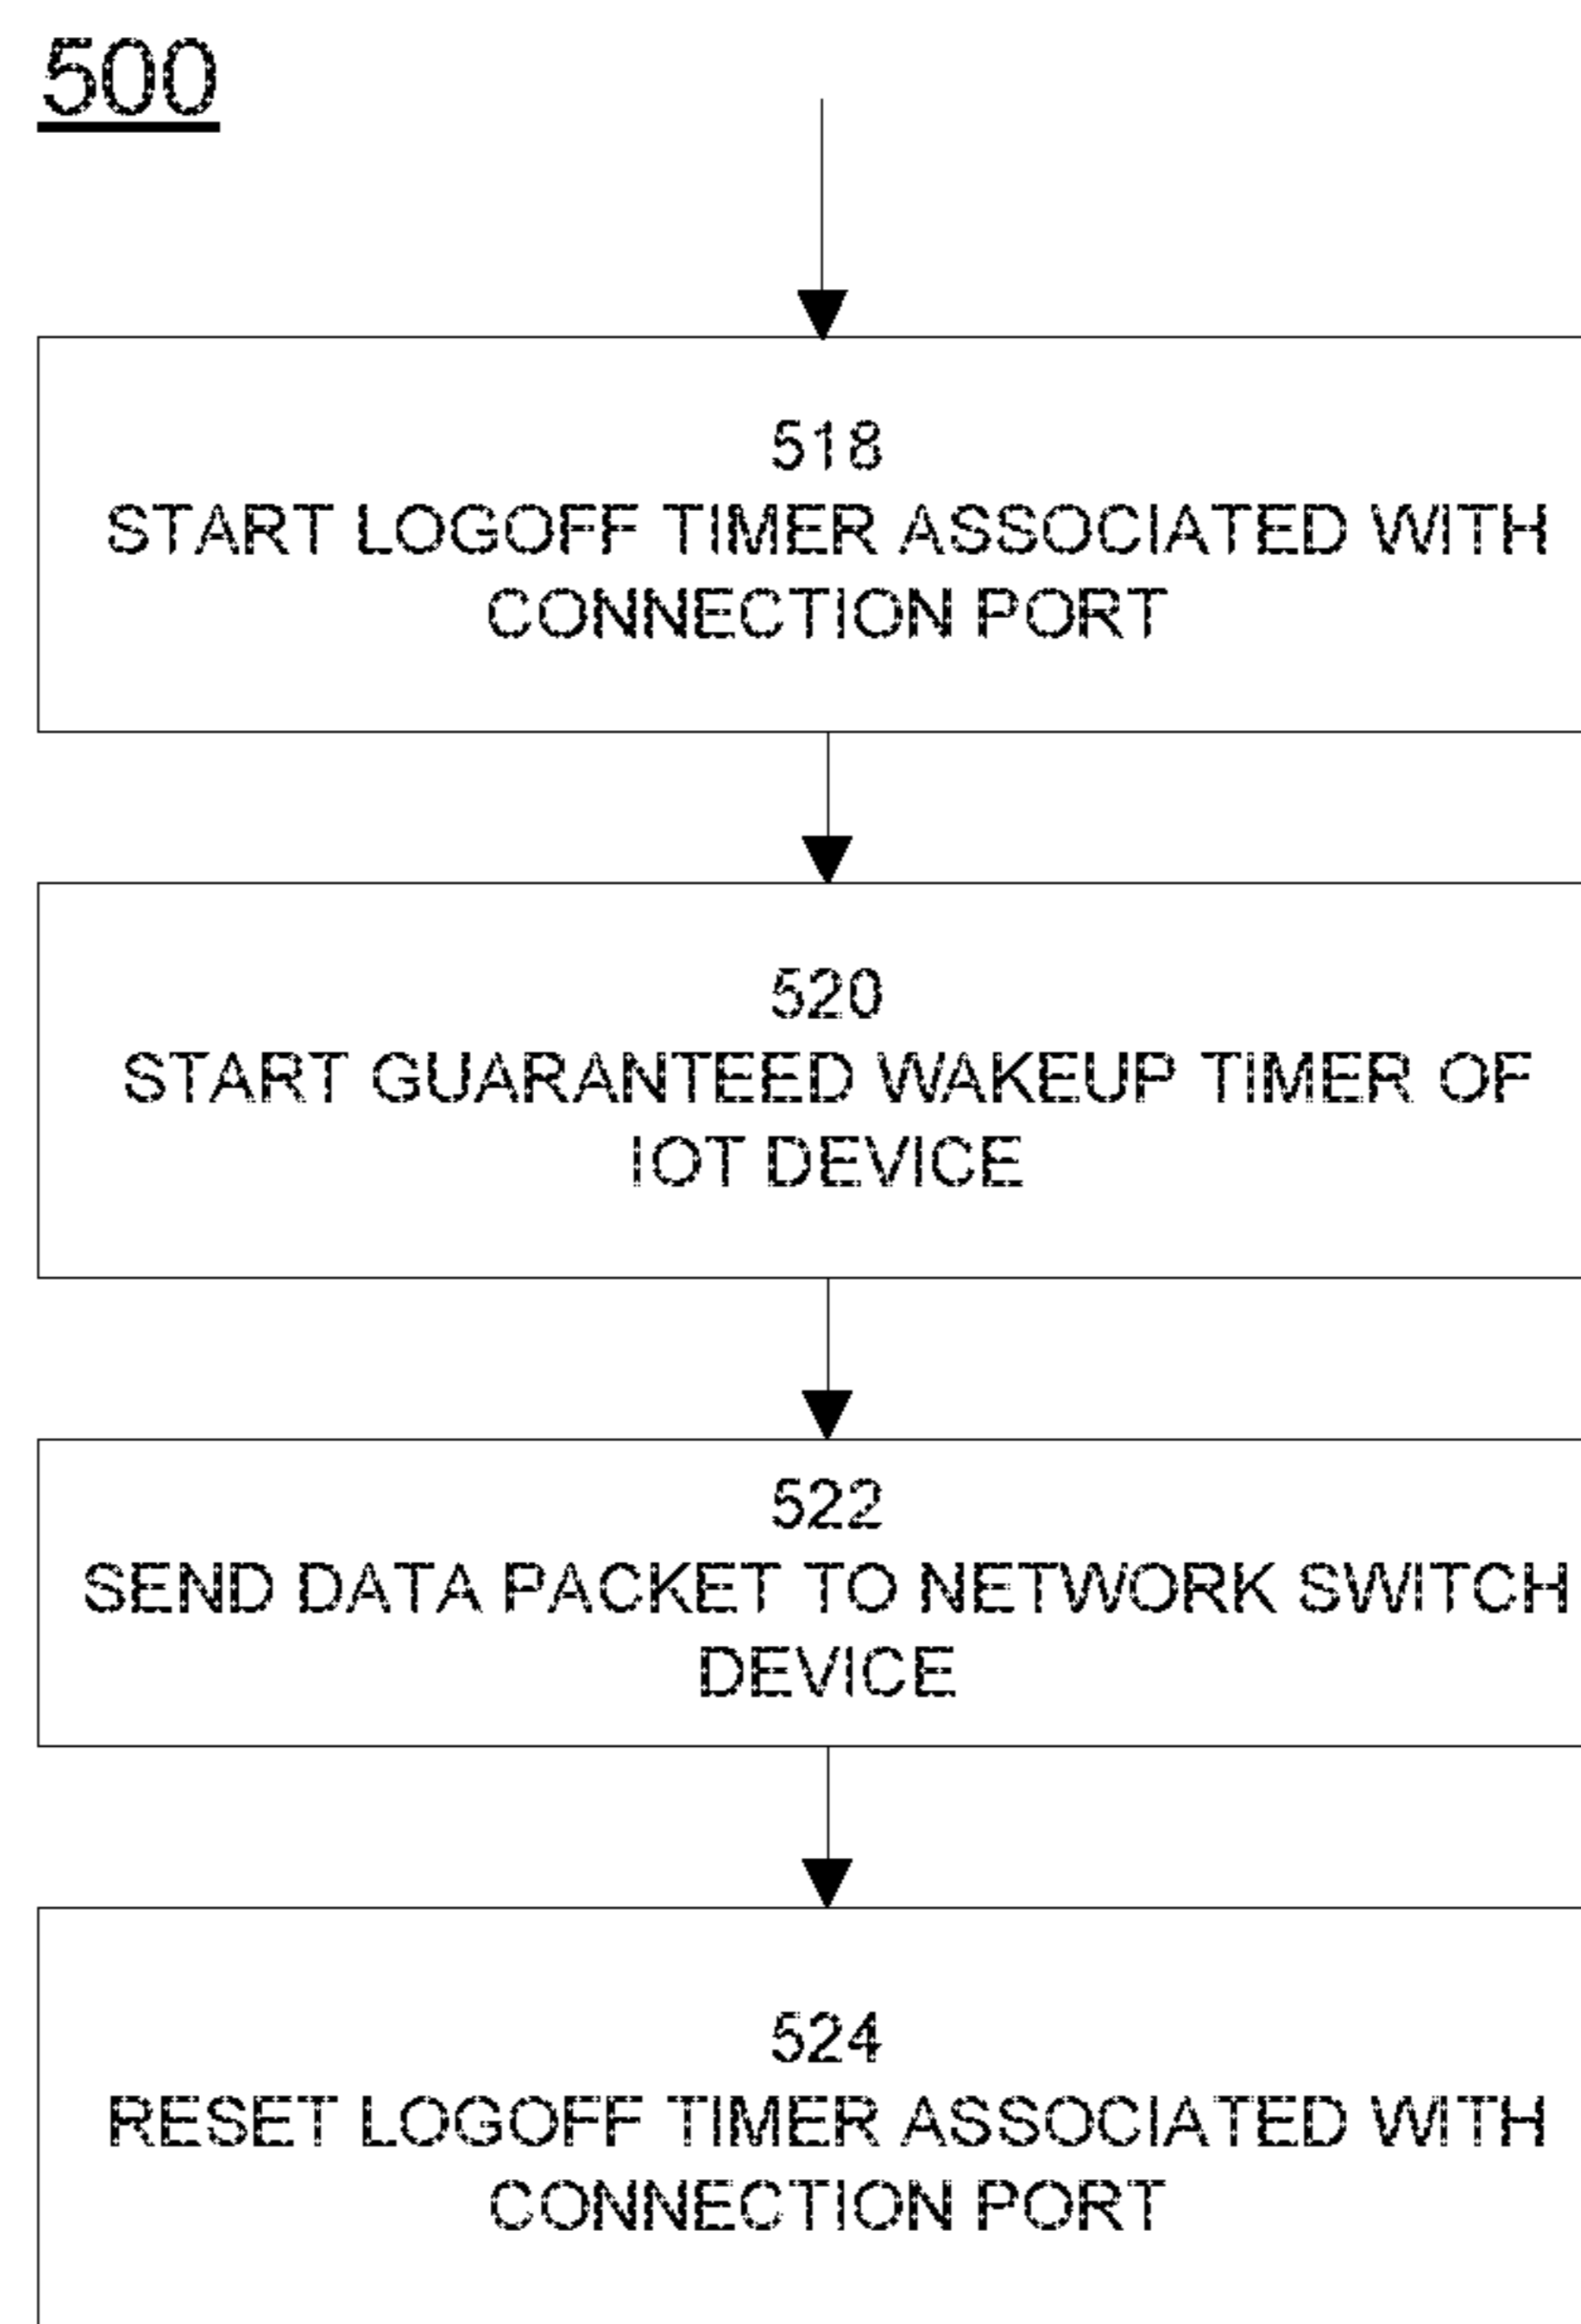 500
518
START LOGOFF TIMER ASSOCIATED WITH
CONNECTION PORT
520
START GUARANTEED WAKEUP TIMER OF
IOT DEVICE
522
SEND DATA PACKET TO NETWORK SWITCH
DEVICE
524
RESET LOGOFF TIMER ASSOCIATED WITH
CONNECTION PORT